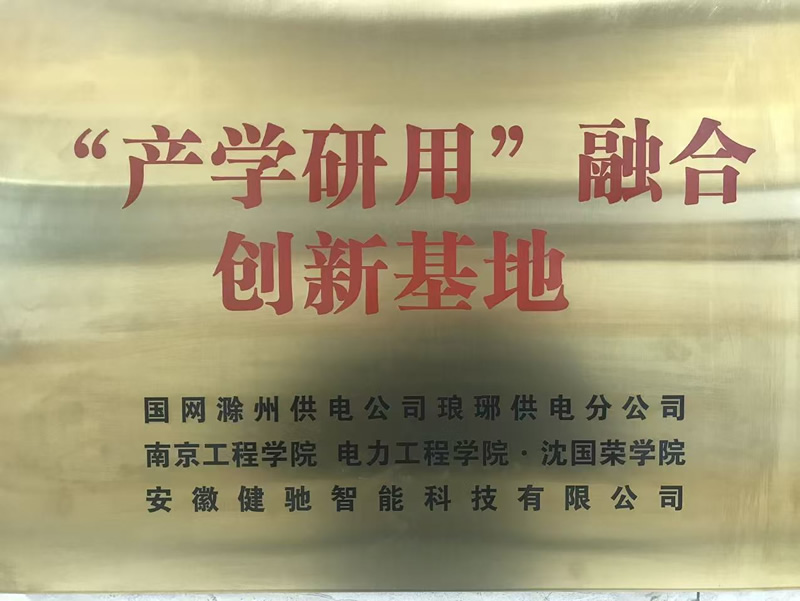 “产学研用”融合
创新基地
国网滁州供电公司琅琊供电分公司
南京工程学院 电力工程学院·沈国荣学院
安徽健驰智能科技有限公司